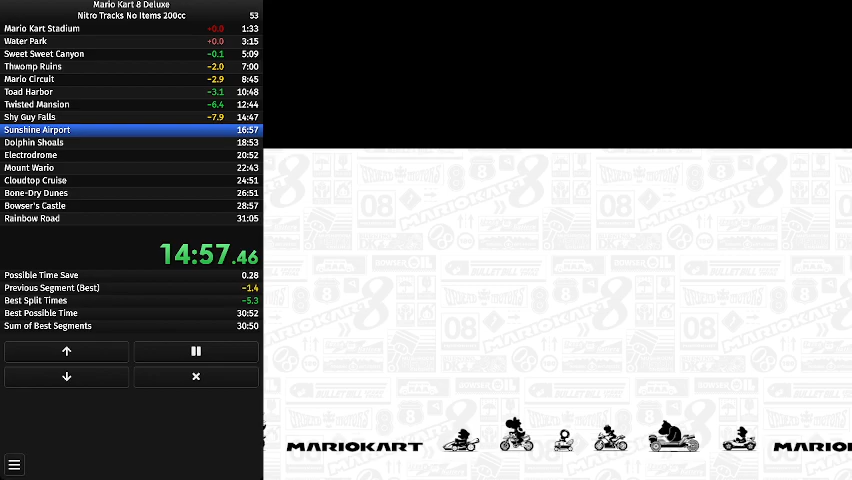 Mario Kart 8 Deluxe
Nitro Tracks No Items 200cc 53
Mario Kart Stadium +0.0 1:33
Water Park +0.0 3:15
Sweet Sweet Canyon −0.1 5:09
Thwomp Ruins −2.0 7:00
Mario Circuit −2.9 8:45
Toad Harbor −3.1 10:48
Twisted Mansion −6.4 12:44
Shy Guy Falls −7.9 14:47
Sunshine Airport 16:57
Dolphin Shoals 18:53
Electrodrome 20:52
Mount Wario 22:43
Cloudtop Cruise 24:51
Bone-Dry Dunes 26:51
Bowser's Castle 28:57
Rainbow Road 31:05
14:57.46
Possible Time Save 0.28
Previous Segment (Best) −1.4
Best Split Times −5.3
Best Possible Time 30:52
Sum of Best Segments 30:50
MARIOKART
MARIOKART